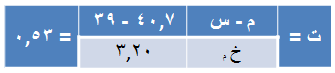 م - س ٤٠,٧ - ٣٩
ت = = ٠,٥٣
خ م ٣,٢٠